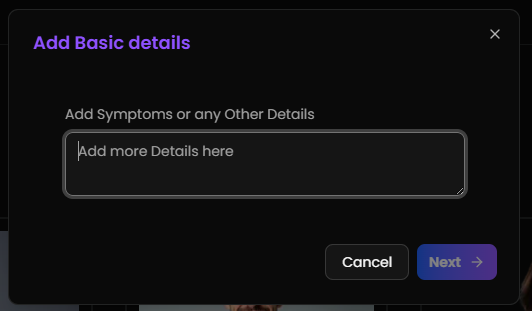 Add Basic details
Add Symptoms or any Other Details
Add more Details here
Cancel
Next